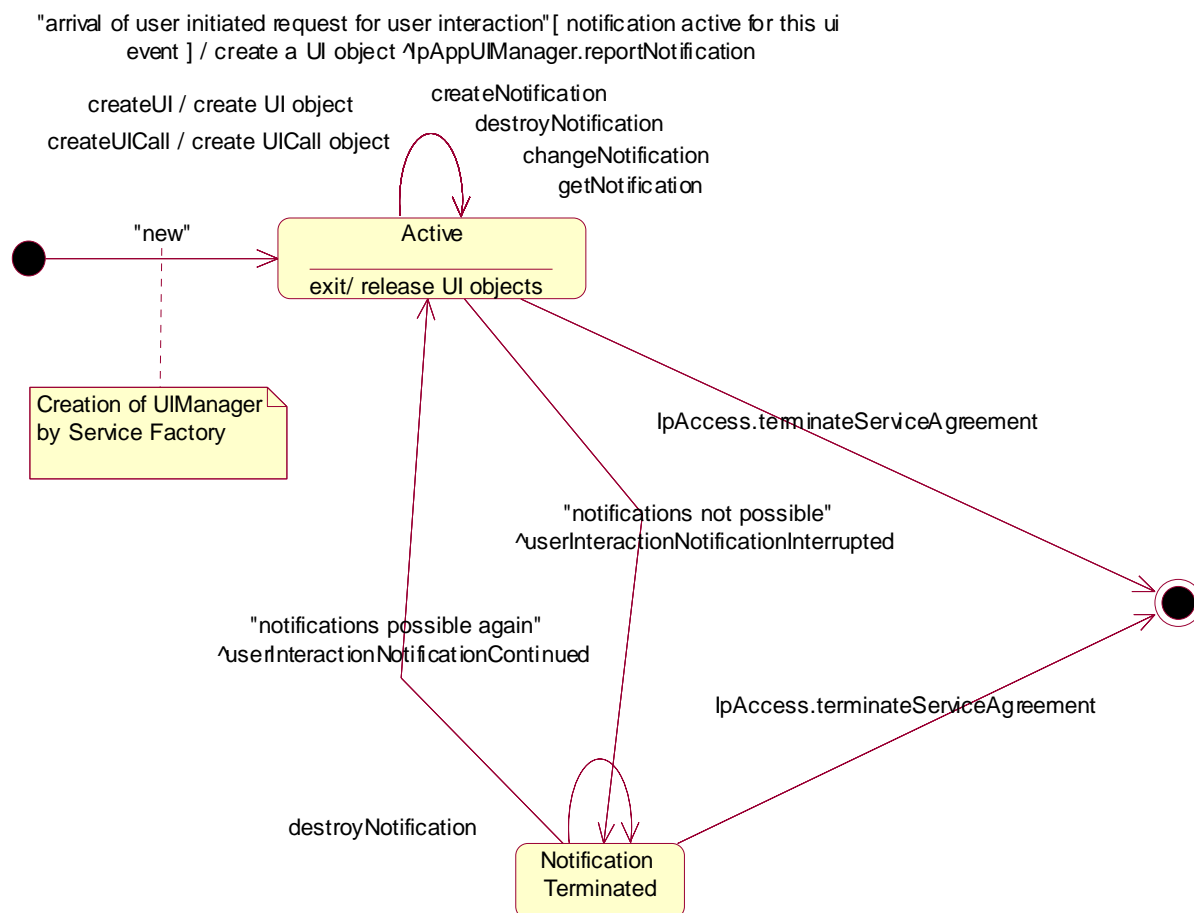 "arrival of user initiated request for user interaction"[ notification active for this ui
event ] / create a UI object ^IpAppUIManager.reportNotification
createUI / create UI object
createUICall / create UICall object
createNotification
destroyNotification
changeNotification
getNotification
"new"
Active
exit/ release UI objects
Creation of UIManager
by Service Factory
IpAccess.terminateServiceAgreement
"notifications not possible"
^userInteractionNotificationInterrupted
"notifications possible again"
^userInteractionNotificationContinued
IpAccess.terminateServiceAgreement
destroyNotification
Notification
Terminated